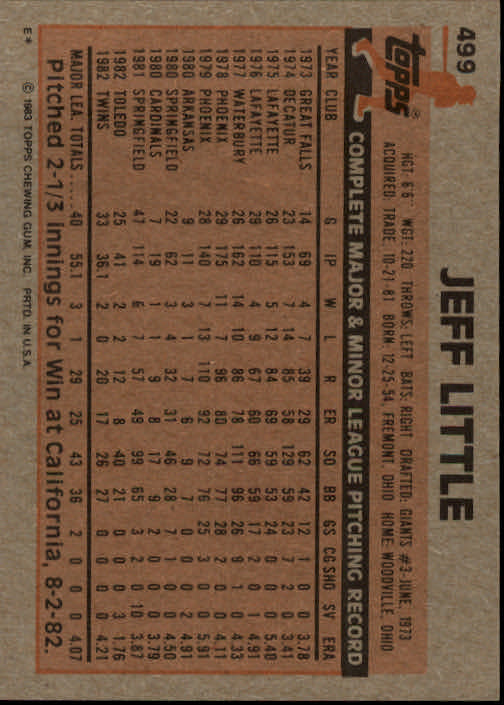 499
topps®
JEFF LITTLE
HGT: 6'6" WGT: 220 THROWS: LEFT BATS: RIGHT DRAFTED: GIANTS #3-JUNE, 1973
ACQUIRED: TRADE 10-21-81 BORN: 12-25-54, FREMONT, OHIO HOME: WOODVILLE, OHIO
COMPLETE MAJOR & MINOR LEAGUE PITCHING RECORD
YEAR CLUB G IP W L R ER SO BB GS CG SHO SV ERA
1973 GREAT FALLS 14 69 4 7 39 29 62 42 12 1 0 0 3.78
1974 DECATUR 23 153 7 14 85 58 129 59 23 7 2 0 3.41
1975 LAFAYETTE 26 115 5 12 84 69 59 53 24 0 0 0 5.40
1976 LAFAYETTE 29 110 4 9 67 60 66 59 17 2 0 1 4.91
1977 WATERBURY 26 162 14 10 86 78 111 96 26 9 1 0 4.33
1978 PHOENIX 29 175 11 7 96 80 74 77 28 2 0 0 4.11
1979 PHOENIX 28 140 7 13 110 92 76 72 25 3 0 0 5.91
1980 ARKANSAS 9 11 3 1 7 6 9 7 0 0 0 2 4.91
1980 SPRINGFIELD 22 62 3 4 32 31 46 28 7 1 0 0 4.50
1980 CARDINALS 7 19 1 1 9 8 17 9 2 0 0 0 3.79
1981 SPRINGFIELD 47 114 6 7 57 49 99 65 3 2 0 10 3.87
1982 TOLEDO 25 41 2 2 12 8 40 21 0 0 0 3 1.76
1982 TWINS 33 36.1 2 0 20 17 26 27 0 0 0 0 4.21
MAJOR LEA. TOTALS ..... 40 55.1 3 1 29 25 43 36 2 0 0 0 4.07
Pitched 2-1/3 Innings for Win at California, 8-2-82.
E* © 1983 TOPPS CHEWING GUM, INC. PRTD. IN U.S.A.